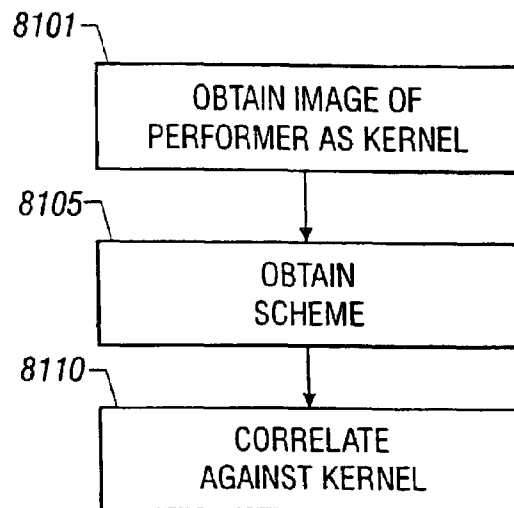 8101
OBTAIN IMAGE OF
PERFORMER AS KERNEL
8105
OBTAIN
SCHEME
8110
CORRELATE
AGAINST KERNEL